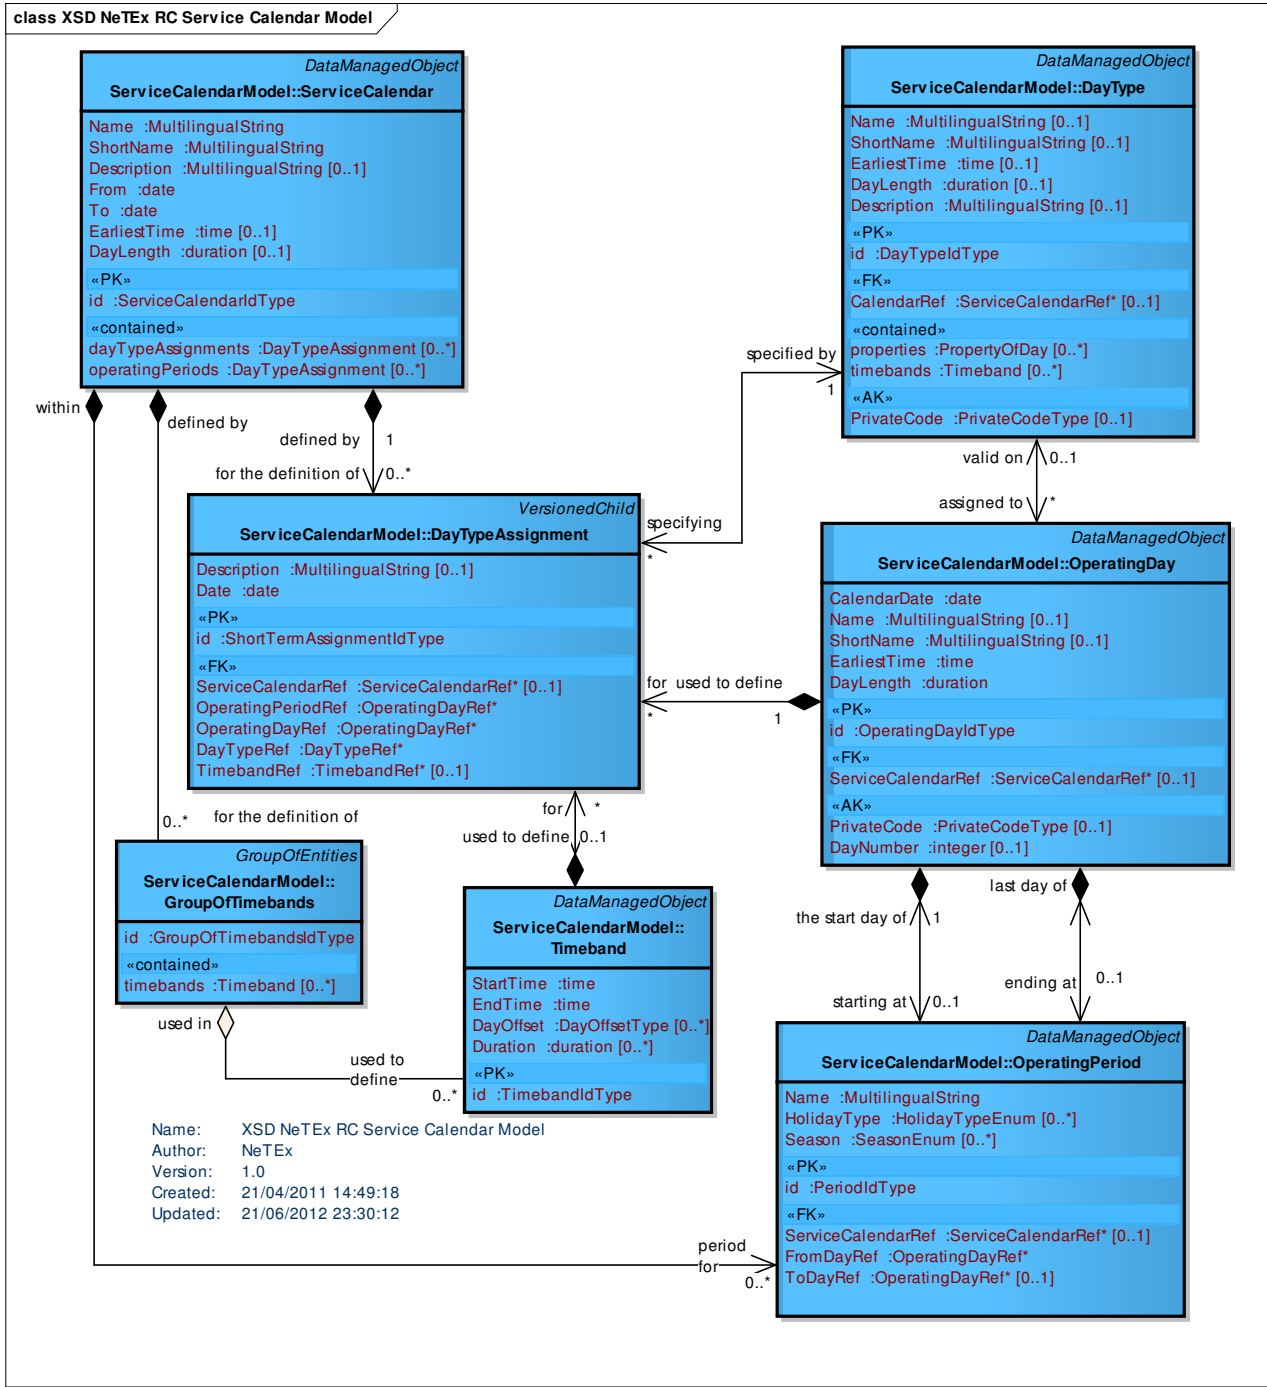 class XSD NeTEx RC Service Calendar Model
DataManagedObject
ServiceCalendarModel::ServiceCalendar
Name :MultilingualString
ShortName :MultilingualString
Description :MultilingualString [0..1]
From :date
To :date
EarliestTime :time [0..1]
DayLength :duration [0..1]
«PK»
id :ServiceCalendarIdType
«contained»
dayTypeAssignments :DayTypeAssignment [0..*]
operatingPeriods :DayTypeAssignment [0..*]
DataManagedObject
ServiceCalendarModel::DayType
Name :MultilingualString [0..1]
ShortName :MultilingualString [0..1]
EarliestTime :time [0..1]
DayLength :duration [0..1]
Description :MultilingualString [0..1]
«PK»
id :DayTypeIdType
«FK»
CalendarRef :ServiceCalendarRef* [0..1]
«contained»
properties :PropertyOfDay [0..*]
timebands :Timeband [0..*]
«AK»
PrivateCode :PrivateCodeType [0..1]
specified by
1
within
defined by
defined by
1
for the definition of
0..*
valid on
0..1
assigned to
*
VersionedChild
ServiceCalendarModel::DayTypeAssignment
Description :MultilingualString [0..1]
Date :date
«PK»
id :ShortTermAssignmentIdType
«FK»
ServiceCalendarRef :ServiceCalendarRef* [0..1]
OperatingPeriodRef :OperatingDayRef*
OperatingDayRef :OperatingDayRef*
DayTypeRef :DayTypeRef*
TimebandRef :TimebandRef* [0..1]
specifying
*
for used to define
*
1
DataManagedObject
ServiceCalendarModel::OperatingDay
CalendarDate :date
Name :MultilingualString [0..1]
ShortName :MultilingualString [0..1]
EarliestTime :time
DayLength :duration
«PK»
id :OperatingDayIdType
«FK»
ServiceCalendarRef :ServiceCalendarRef* [0..1]
«AK»
PrivateCode :PrivateCodeType [0..1]
DayNumber :integer [0..1]
for
*
used to define
0..1
0..*
for the definition of
GroupOfEntities
ServiceCalendarModel::
GroupOfTimebands
id :GroupOfTimebandsIdType
«contained»
timebands :Timeband [0..*]
used in
used to
define
0..*
DataManagedObject
ServiceCalendarModel::
Timeband
StartTime :time
EndTime :time
DayOffset :DayOffsetType [0..*]
Duration :duration [0..*]
«PK»
id :TimebandIdType
last day of
the start day of
1
ending at
0..1
starting at
0..1
DataManagedObject
ServiceCalendarModel::OperatingPeriod
Name :MultilingualString
HolidayType :HolidayTypeEnum [0..*]
Season :SeasonEnum [0..*]
«PK»
id :PeriodIdType
«FK»
ServiceCalendarRef :ServiceCalendarRef* [0..1]
FromDayRef :OperatingDayRef*
ToDayRef :OperatingDayRef* [0..1]
period
for
0..*
Name: XSD NeTEx RC Service Calendar Model
Author: NeTEx
Version: 1.0
Created: 21/04/2011 14:49:18
Updated: 21/06/2012 23:30:12